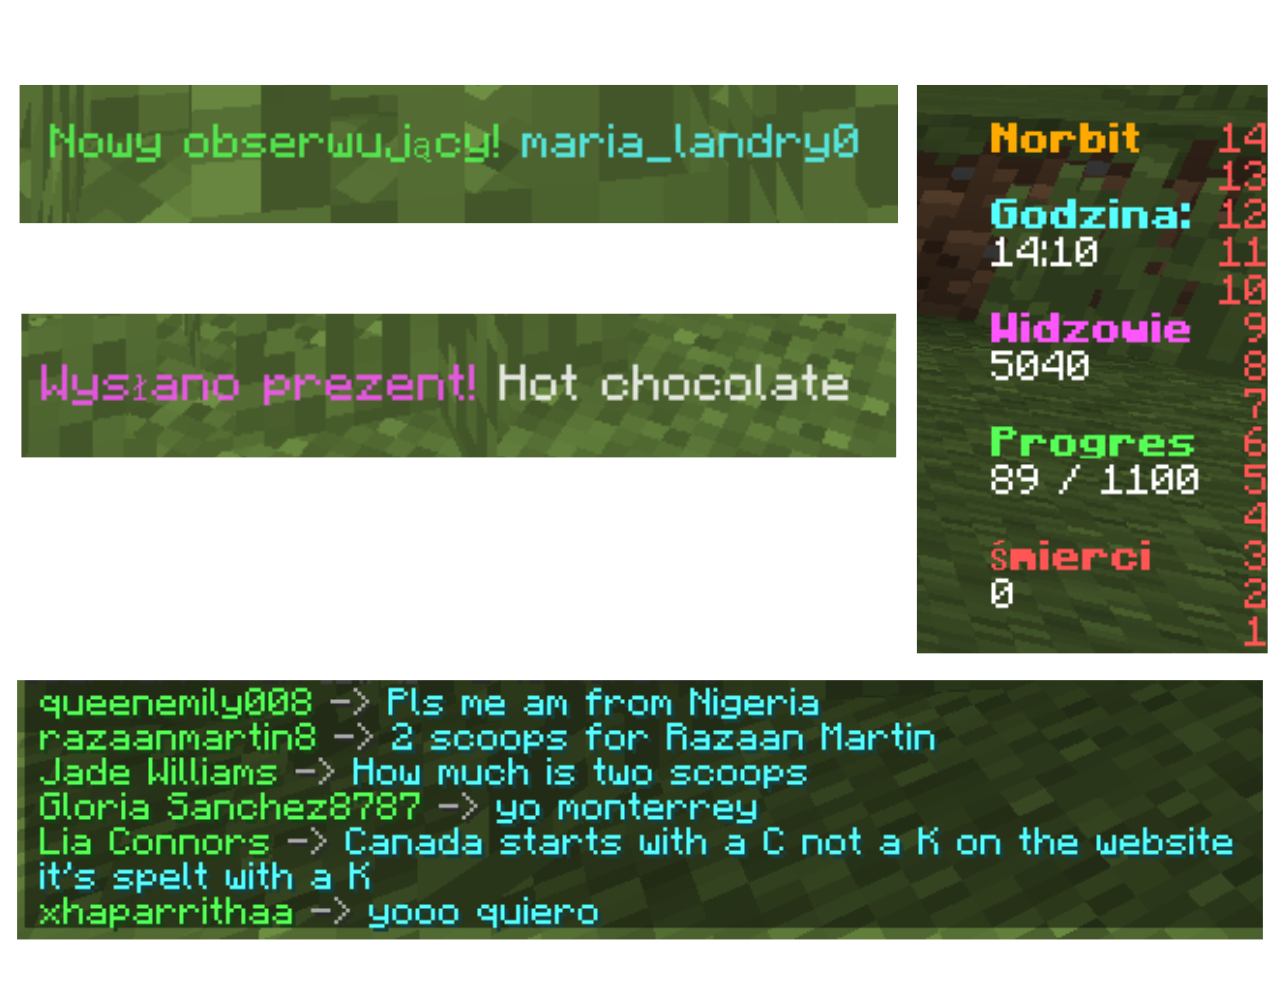 Nowy obserwujący! maria_landry0
Wysłano prezent! Hot chocolate
Norbit 14
13
Godzina: 12
14:10 11
10
Widzowie 9
5040 8
7
Progres 6
89 / 1100 5
4
śmierci 3
0 2
1
queenemily008 -> Pls me am from Nigeria
razaanmartin8 -> 2 scoops for Razaan Martin
Jade Williams -> How much is two scoops
Gloria Sanchez8787 -> yo monterrey
Lia Connors -> Canada starts with a C not a K on the website
it's spelt with a K
xhaparrithaa -> yooo quiero